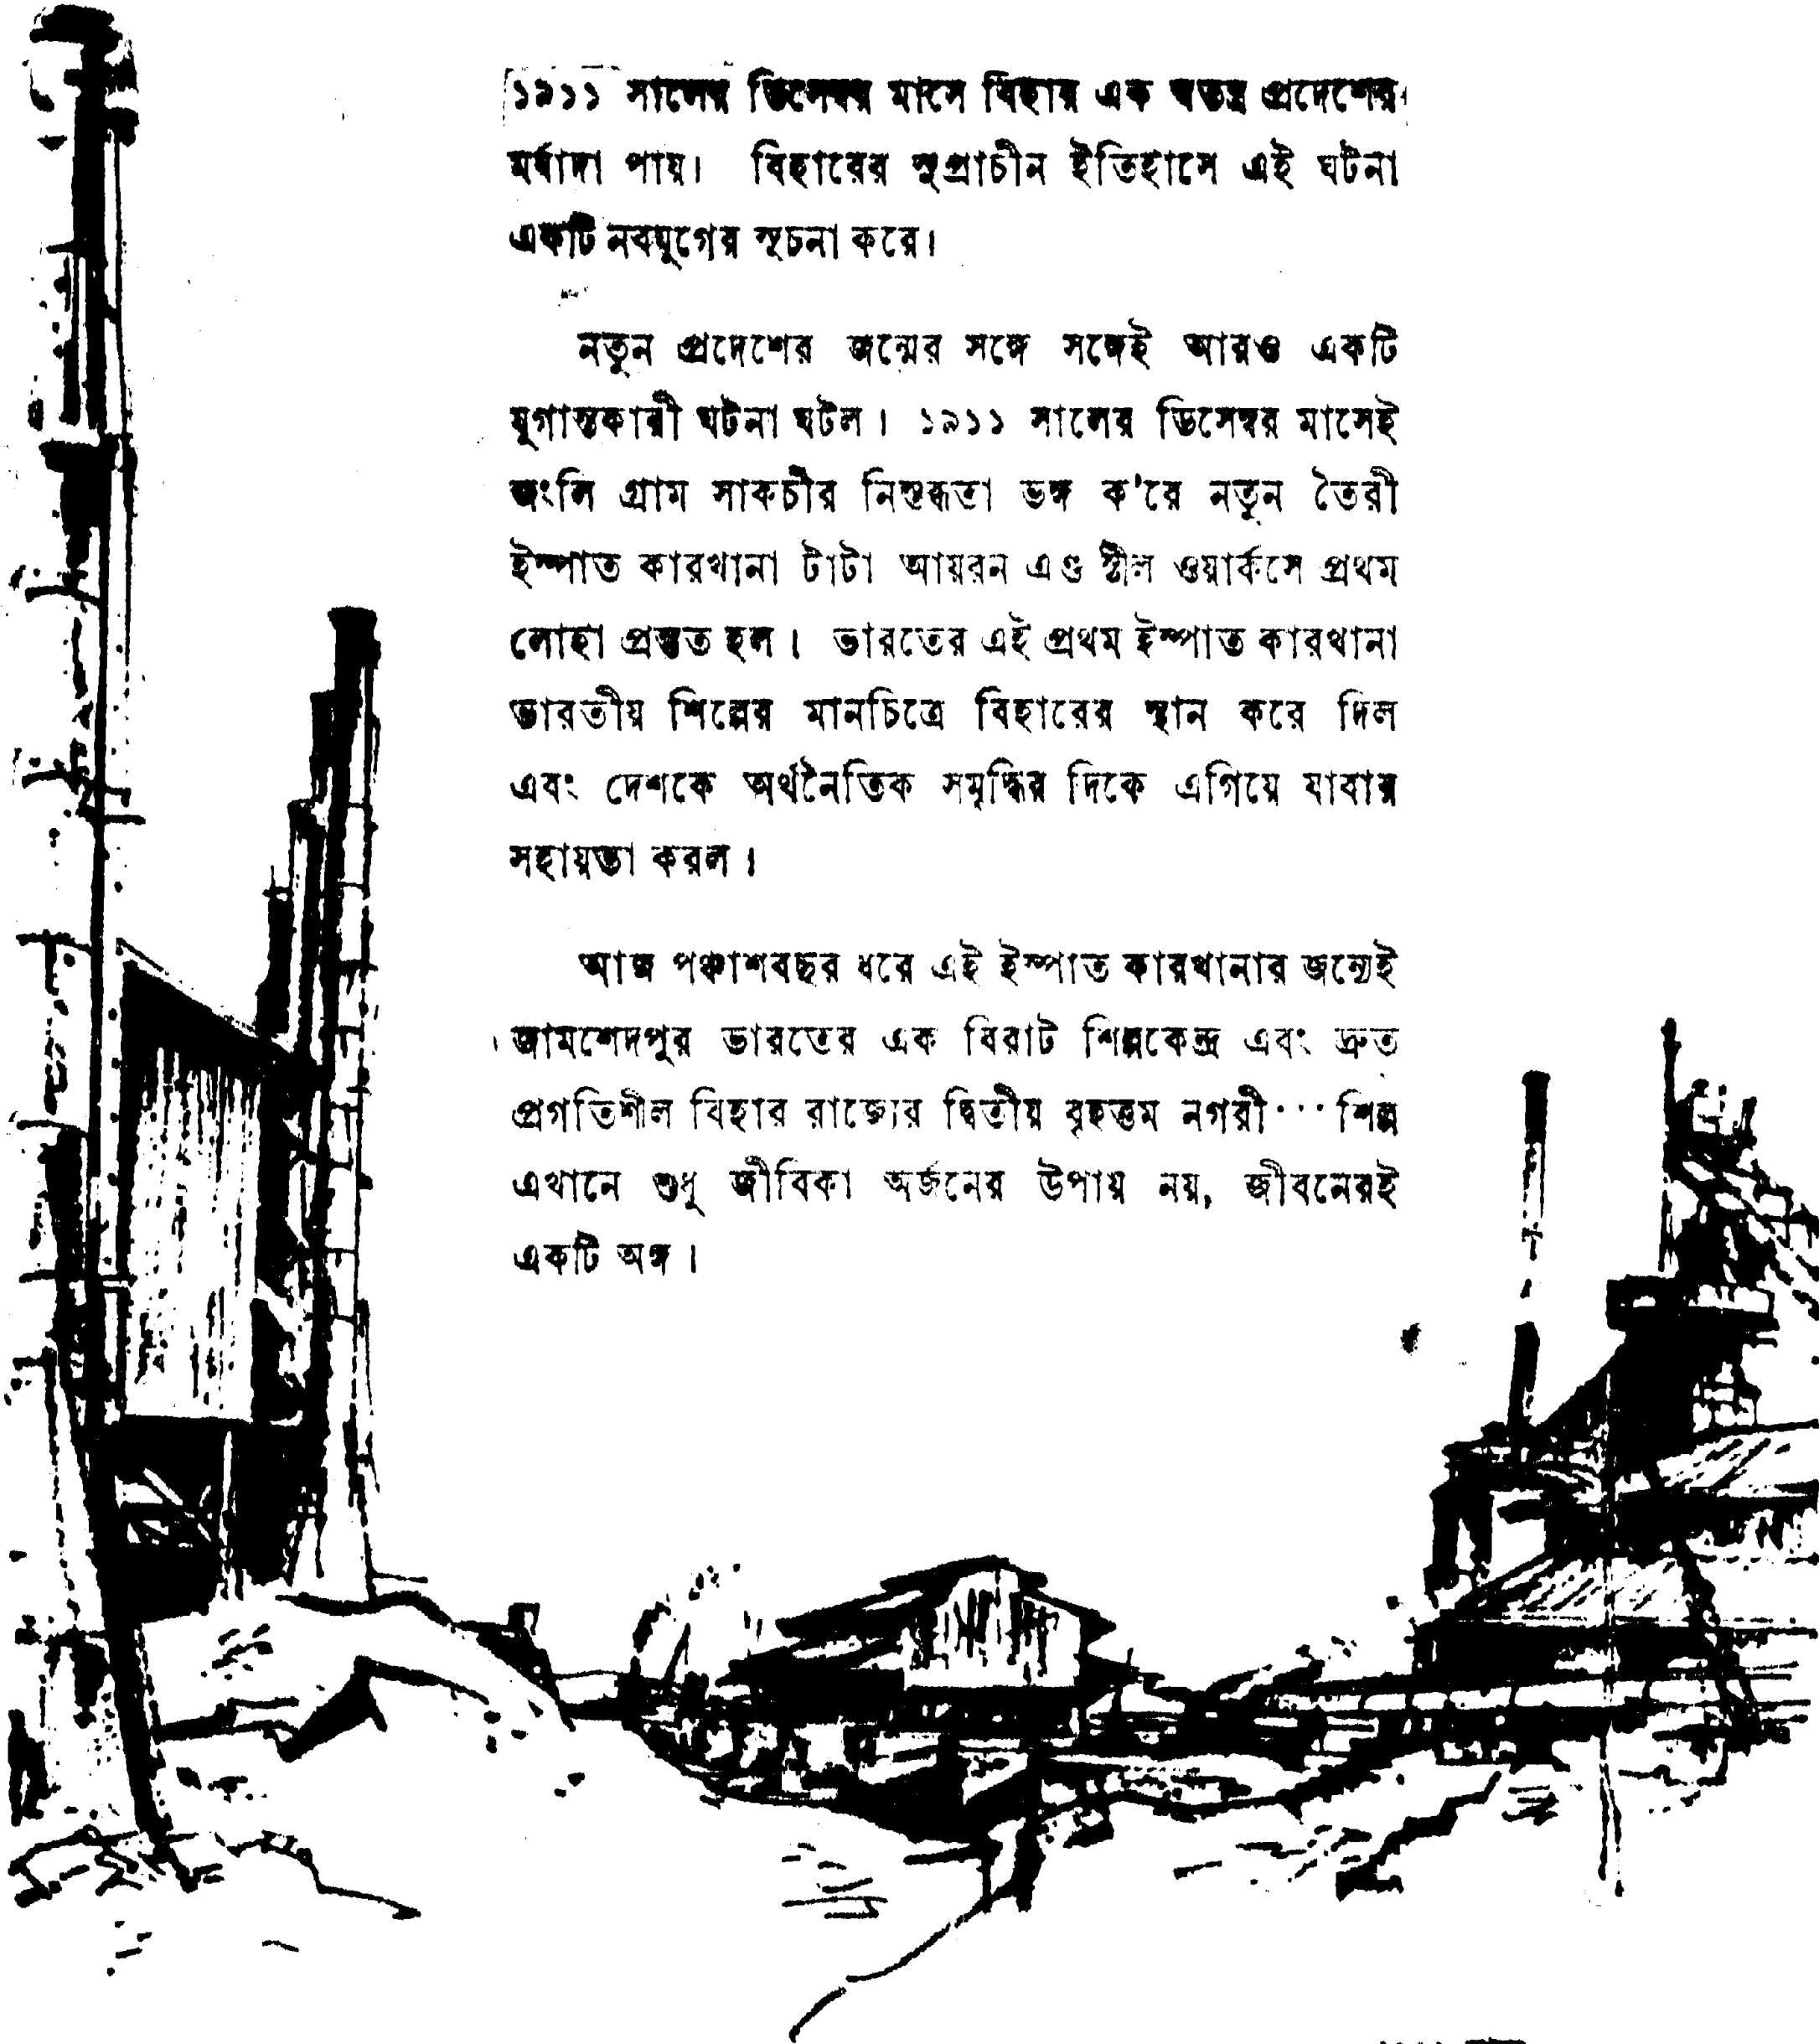 ১৯১১ সালের ডিসেম্বর মাসে বিহার এক স্বতন্ত্র প্রদেশের
মর্যাদা পায়। বিহারের সুপ্রাচীন ইতিহাসে এই ঘটনা
একটি নবযুগের সূচনা করে।
নতুন প্রদেশের জন্মের সঙ্গে সঙ্গেই আরও একটি
যুগান্তকারী ঘটনা ঘটল। ১৯১১ সালের ডিসেম্বর মাসেই
জংলি গ্রাম সাকচীর নিস্তব্ধতা ভঙ্গ ক'রে নতুন তৈরী
ইস্পাত কারখানা টাটা আয়রন এণ্ড স্টীল ওয়ার্কসে প্রথম
লোহা প্রস্তুত হল। ভারতের এই প্রথম ইস্পাত কারখানা
ভারতীয় শিল্পের মানচিত্রে বিহারের স্থান করে দিল
এবং দেশকে অর্থনৈতিক সমৃদ্ধির দিকে এগিয়ে যাবার
সহায়তা করল।
আজ পঞ্চাশবছর ধরে এই ইস্পাত কারখানার জন্যেই
জামশেদপুর ভারতের এক বিরাট শিল্পকেন্দ্র এবং দ্রুত
প্রগতিশীল বিহার রাজ্যের দ্বিতীয় বৃহত্তম নগরী··· শিল্প
এখানে শুধু জীবিকা অর্জনের উপায় নয়, জীবনেরই
একটি অঙ্গ।